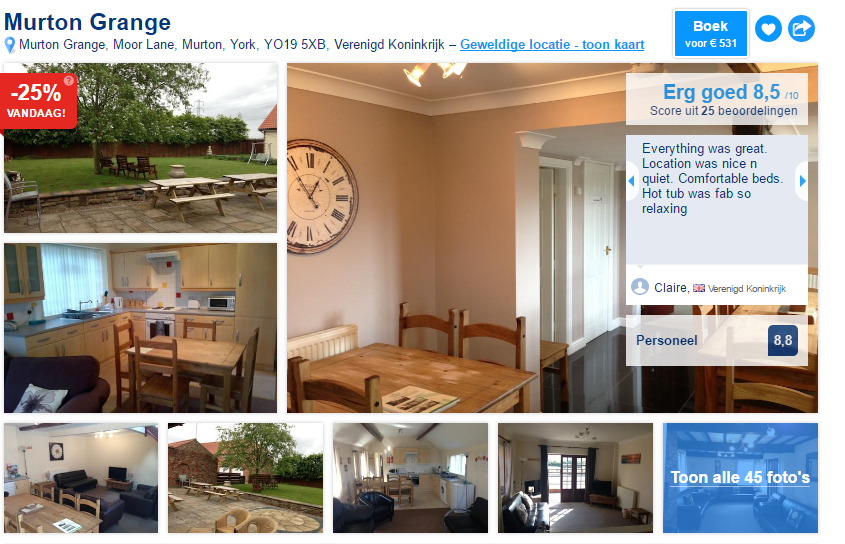 Murton Grange
Murton Grange, Moor Lane, Murton, York, YO19 5XB, Verenigd Koninkrijk – Geweldige locatie - toon kaart
Boek
voor € 531
-25%
?
VANDAAG!
Erg goed 8,5 /10
Score uit 25 beoordelingen
Everything was great.
Location was nice n
quiet. Comfortable beds.
Hot tub was fab so
relaxing
Claire, Verenigd Koninkrijk
Personeel 8,8
Toon alle 45 foto's